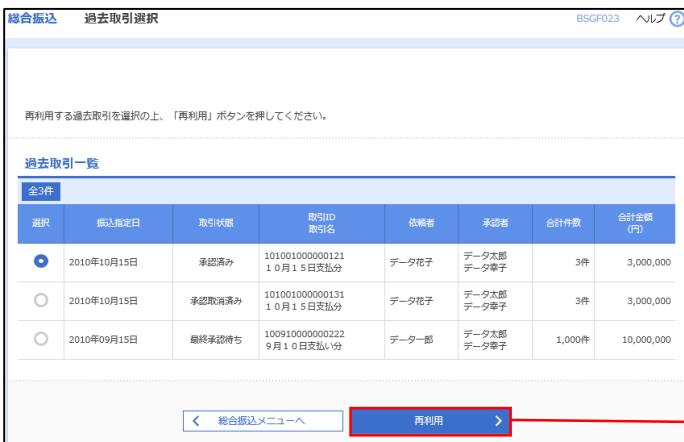 総合振込 過去取引選択 BSGF023 ヘルプ ?
再利用する過去取引を選択の上、「再利用」ボタンを押してください。
過去取引一覧
全3件
選択 振込指定日 取引状態 取引ID 取引名 依頼者 承認者 合計件数 合計金額 (円)
2010年10月15日 承認済み 101001000000121 データ花子 データ太郎 3件 3,000,000
10月15日支払分 データ幸子
2010年10月15日 承認取消済み 101001000000131 データ花子 データ太郎 3件 3,000,000
10月15日支払分 データ幸子
2010年09月15日 最終承認待ち 100910000000222 データ一郎 データ太郎 1,000件 10,000,000
9月10日支払い分 データ幸子
総合振込メニューへ 再利用